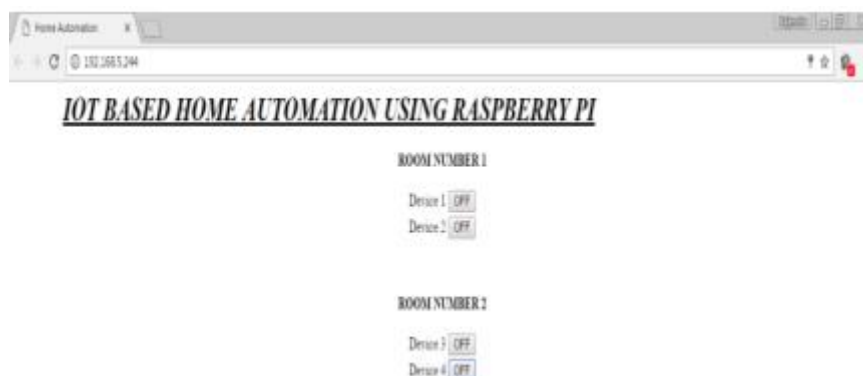 Home Automation
192.168.5.244
IOT BASED HOME AUTOMATION USING RASPBERRY PI
ROOM NUMBER 1
Device 1 OFF
Device 2 OFF
ROOM NUMBER 2
Device 3 OFF
Device 4 OFF